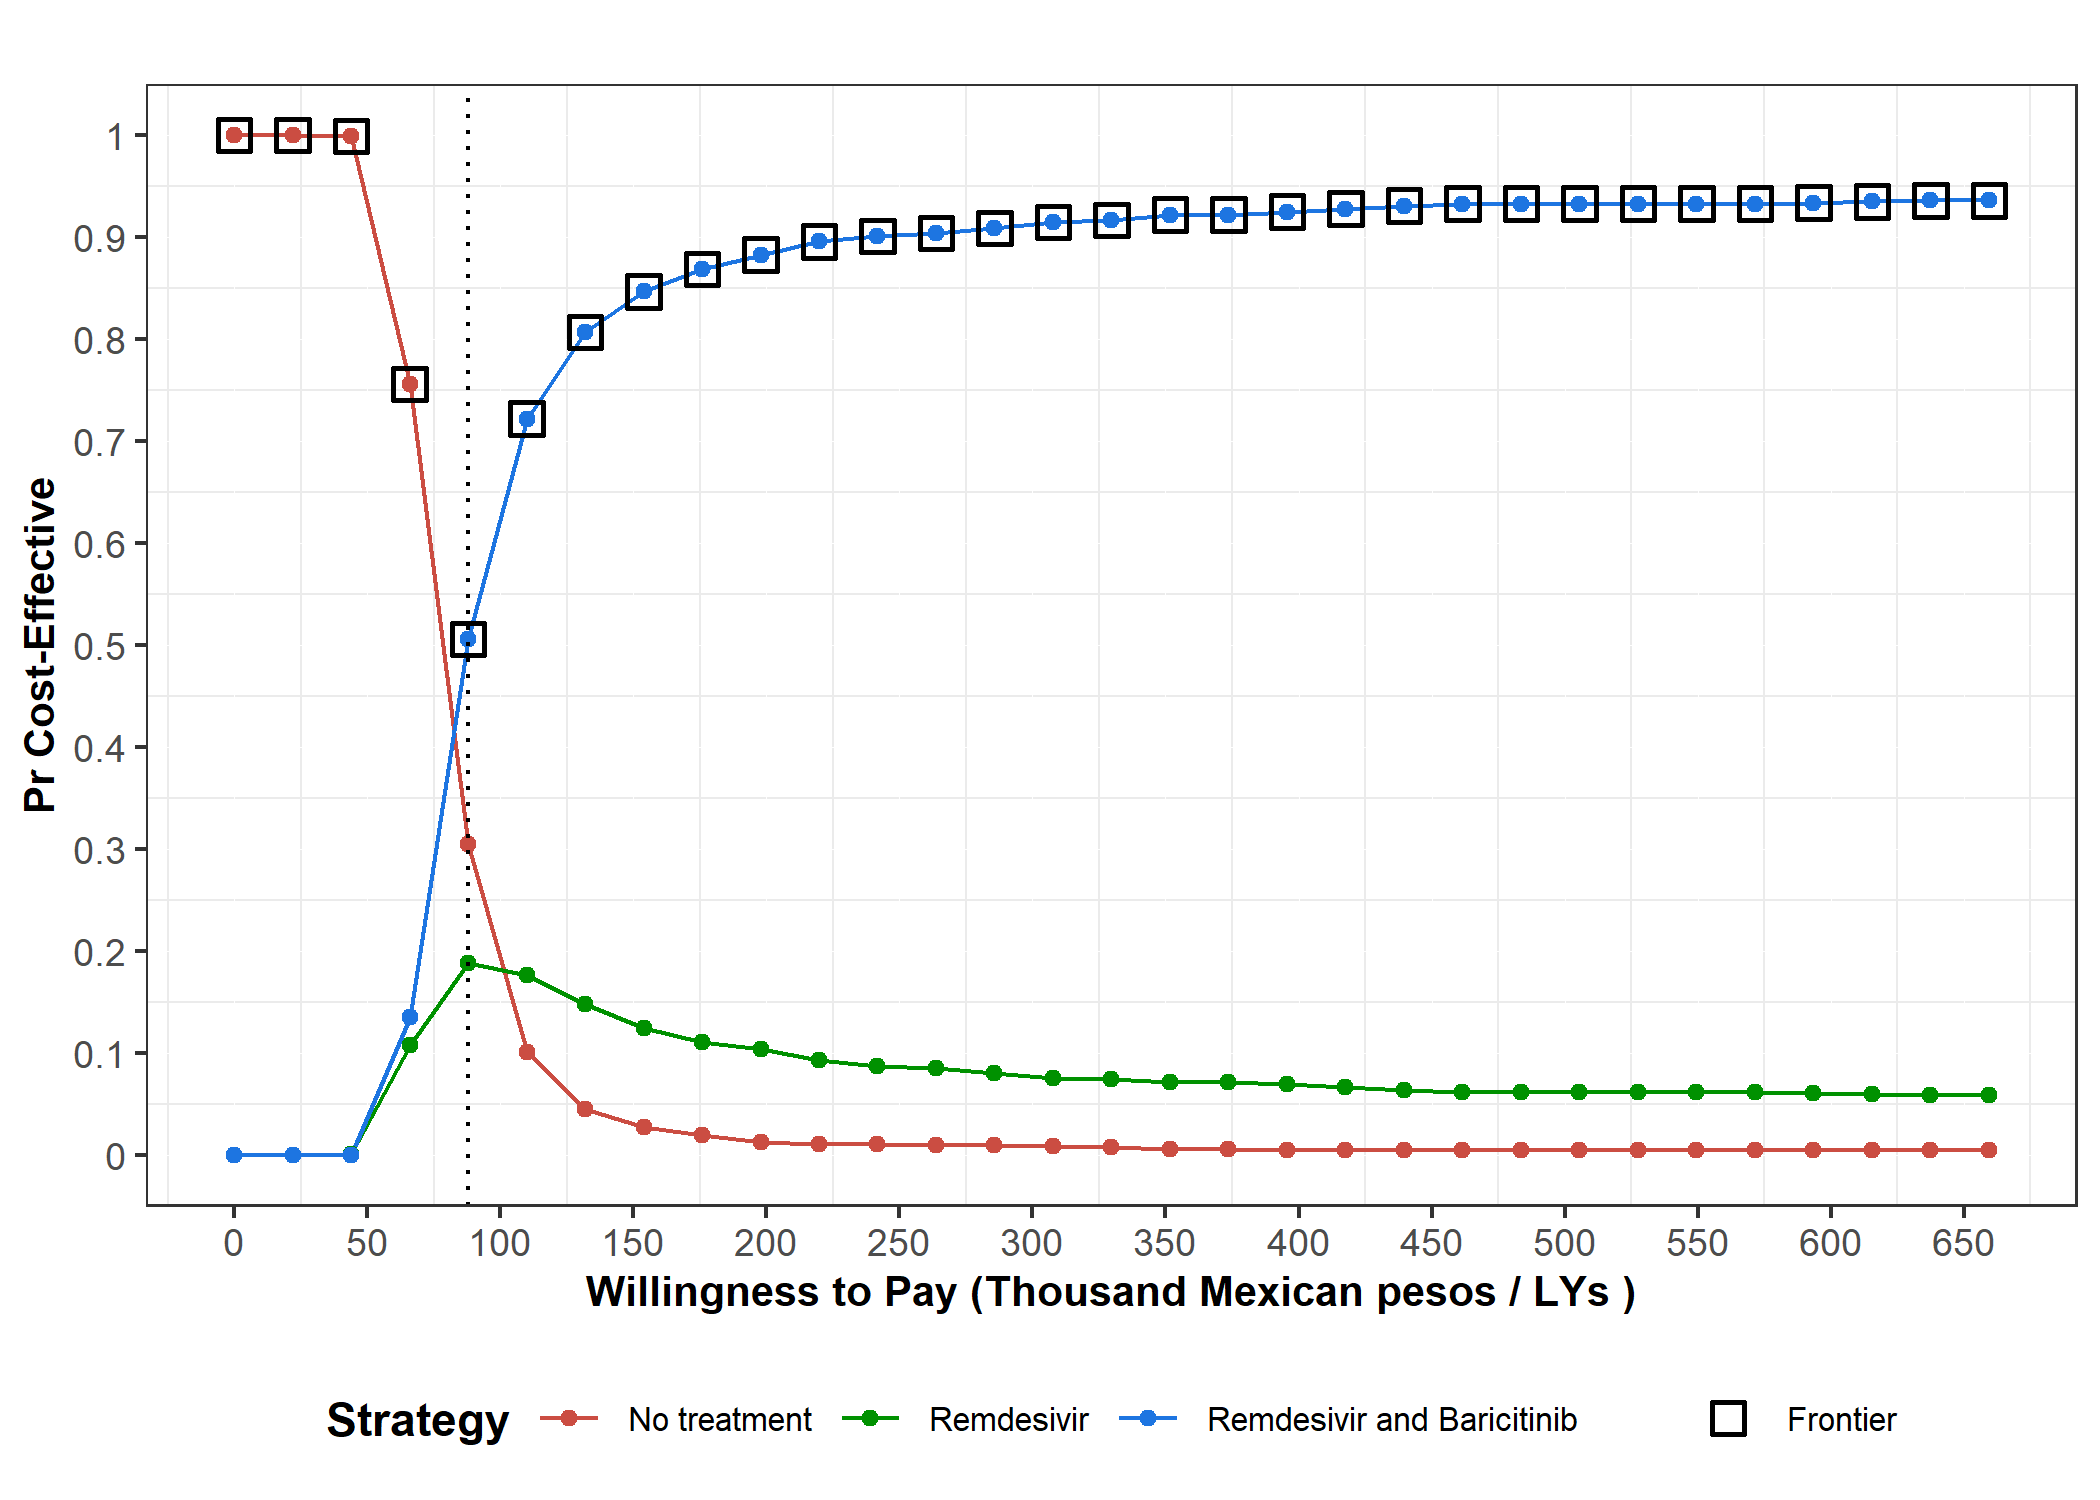 1
0.9
0.8
0.7
0.6
0.5
0.4
0.3
0.2
0.1
0
Pr Cost-Effective
0 50 100 150 200 250 300 350 400 450 500 550 600 650
Willingness to Pay (Thousand Mexican pesos / LYs )
Strategy No treatment Remdesivir Remdesivir and Baricitinib Frontier